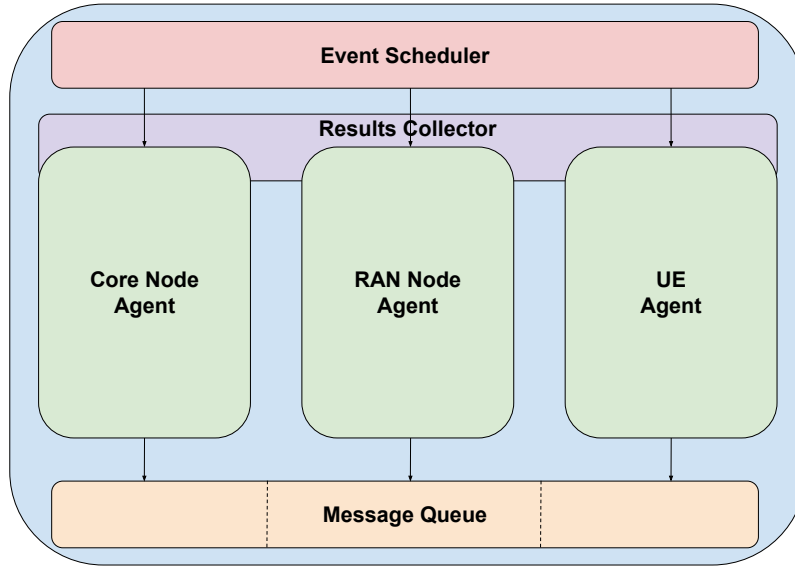 Event Scheduler
Results Collector
Core Node
Agent
RAN Node
Agent
UE
Agent
Message Queue